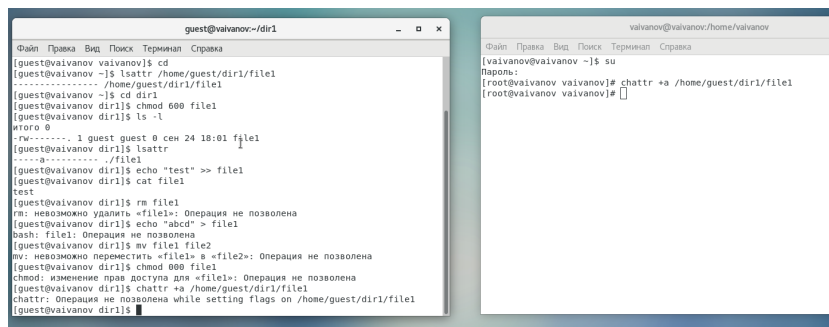 guest@vaivanov:~/dir1
Файл Правка Вид Поиск Терминал Справка
[guest@vaivanov vaivanov]$ cd
[guest@vaivanov ~]$ lsattr /home/guest/dir1/file1
---------------- /home/guest/dir1/file1
[guest@vaivanov ~]$ cd dir1
[guest@vaivanov dir1]$ chmod 600 file1
[guest@vaivanov dir1]$ ls -l
итого 0
-rw-------. 1 guest guest 0 сен 24 18:01 file1
[guest@vaivanov dir1]$ lsattr
-----a---------- ./file1
[guest@vaivanov dir1]$ echo "test" >> file1
[guest@vaivanov dir1]$ cat file1
test
[guest@vaivanov dir1]$ rm file1
rm: невозможно удалить «file1»: Операция не позволена
[guest@vaivanov dir1]$ echo "abcd" > file1
bash: file1: Операция не позволена
[guest@vaivanov dir1]$ mv file1 file2
mv: невозможно переместить «file1» в «file2»: Операция не позволена
[guest@vaivanov dir1]$ chmod 000 file1
chmod: изменение прав доступа для «file1»: Операция не позволена
[guest@vaivanov dir1]$ chattr +a /home/guest/dir1/file1
chattr: Операция не позволена while setting flags on /home/guest/dir1/file1
[guest@vaivanov dir1]$
vaivanov@vaivanov:/home/vaivanov
Файл Правка Вид Поиск Терминал Справка
[vaivanov@vaivanov ~]$ su
Пароль:
[root@vaivanov vaivanov]# chattr +a /home/guest/dir1/file1
[root@vaivanov vaivanov]#